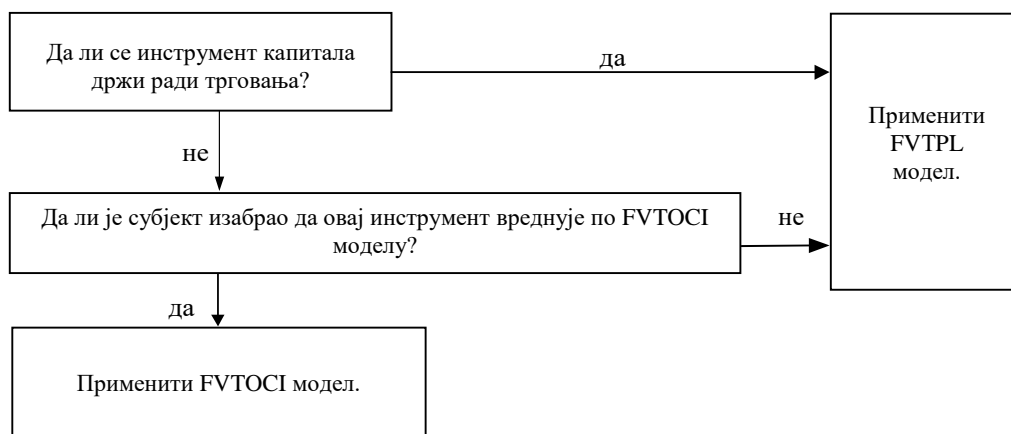 Да ли се инструмент капитала
држи ради трговања?
да
Применити
FVTPL
модел.
не
Да ли је субјект изабрао да овај инструмент вреднује по FVTOCI
моделу?
не
да
Применити FVTOCI модел.